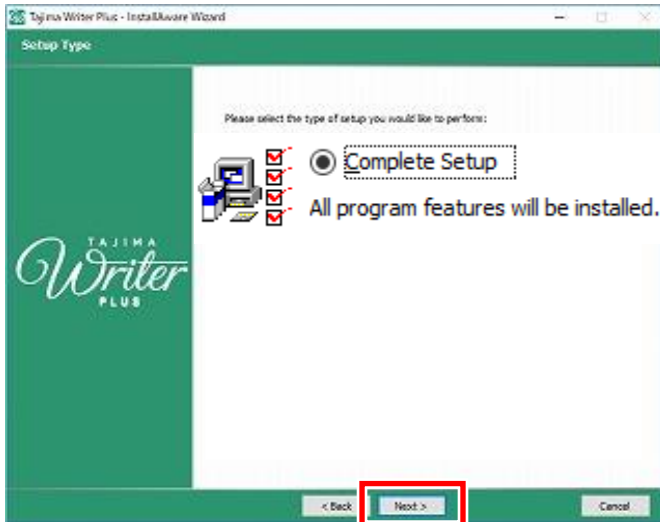 Tajima Writer Plus - InstallAware Wizard
Setup Type
Please select the type of setup you would like to perform:
Complete Setup
All program features will be installed.
TAJIMA
Writer
PLUS
< Back
Next >
Cancel